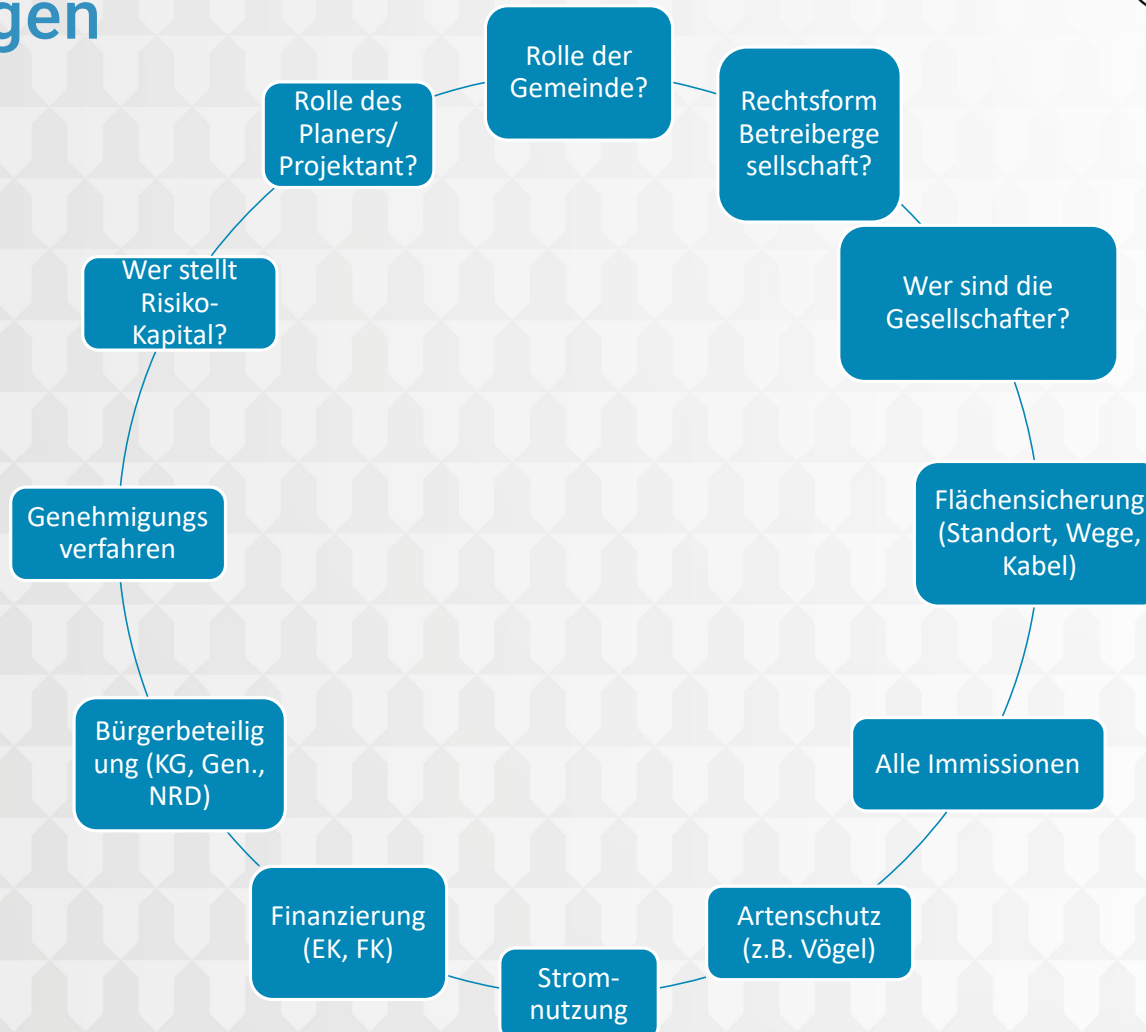 gen
Rolle der
Gemeinde?
Rechtsform
Betreiberge
sellschaft?
Wer sind die
Gesellschafter?
Flächensicherung
(Standort, Wege,
Kabel)
Alle Immissionen
Artenschutz
(z.B. Vögel)
Strom-
nutzung
Finanzierung
(EK, FK)
Bürgerbeteilig
ung (KG, Gen.,
NRD)
Genehmigungs
verfahren
Wer stellt
Risiko-
Kapital?
Rolle des
Planers/
Projektant?